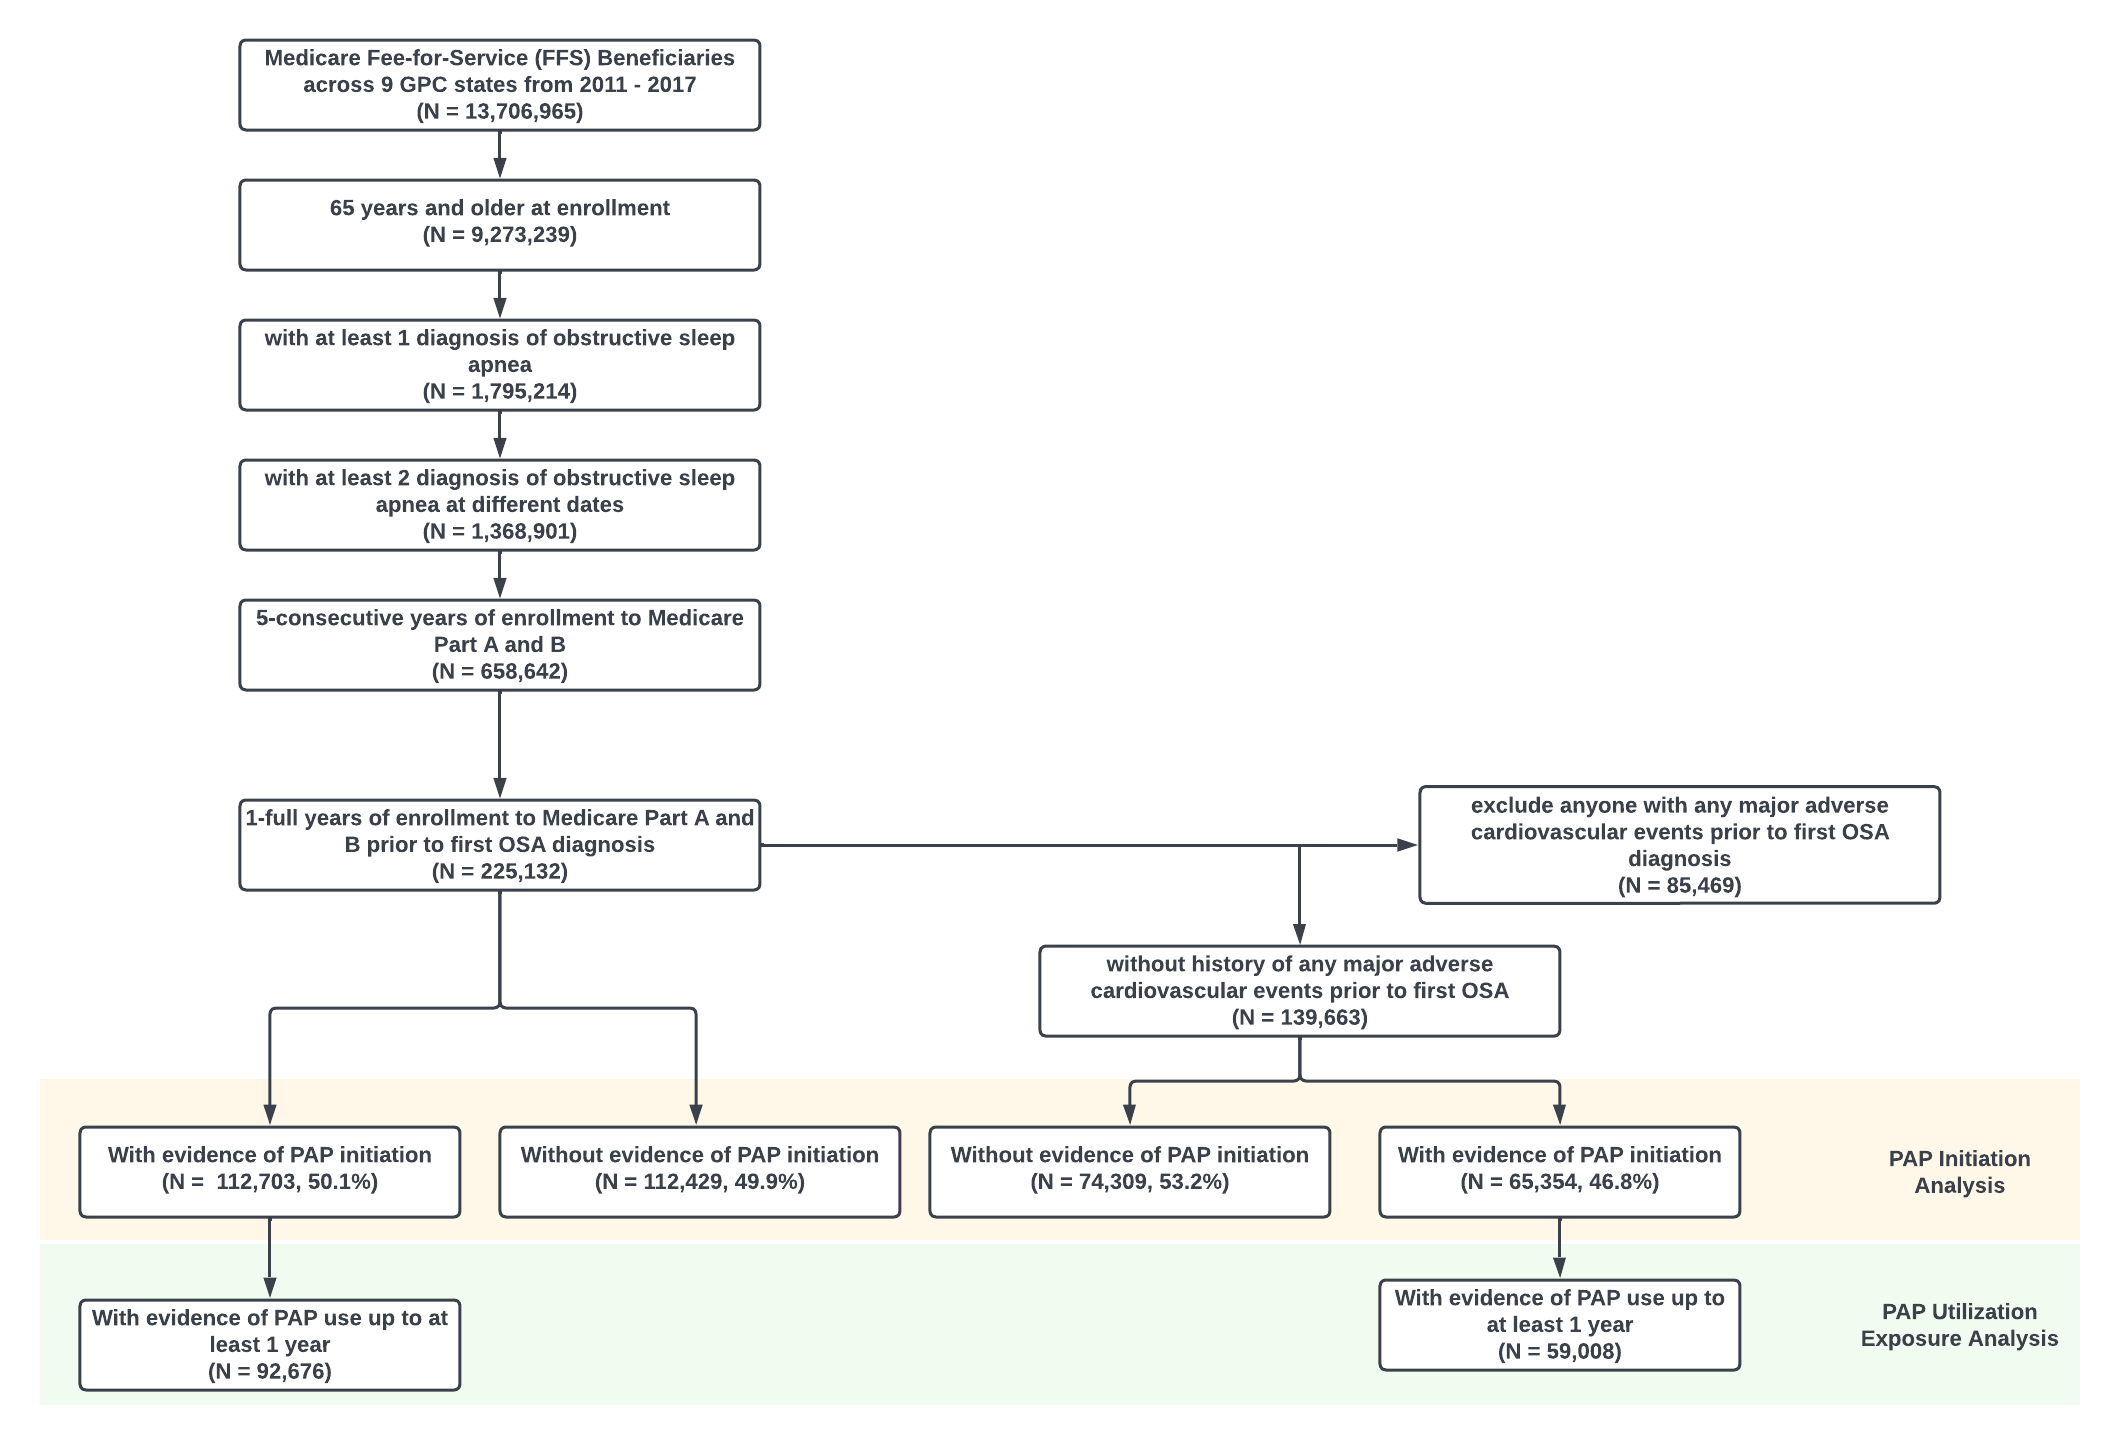 Medicare Fee-for-Service (FFS) Beneficiaries
across 9 GPC states from 2011 - 2017
(N = 13,706,965)
65 years and older at enrollment
(N = 9,273,239)
with at least 1 diagnosis of obstructive sleep
apnea
(N = 1,795,214)
with at least 2 diagnosis of obstructive sleep
apnea at different dates
(N = 1,368,901)
5-consecutive years of enrollment to Medicare
Part A and B
(N = 658,642)
1-full years of enrollment to Medicare Part A and
B prior to first OSA diagnosis
(N = 225,132)
exclude anyone with any major adverse
cardiovascular events prior to first OSA
diagnosis
(N = 85,469)
without history of any major adverse
cardiovascular events prior to first OSA
(N = 139,663)
With evidence of PAP initiation
(N =  112,703, 50.1%)
Without evidence of PAP initiation
(N = 112,429, 49.9%)
Without evidence of PAP initiation
(N = 74,309, 53.2%)
With evidence of PAP initiation
(N = 65,354, 46.8%)
PAP Initiation
Analysis
With evidence of PAP use up to at
least 1 year
(N = 92,676)
With evidence of PAP use up to
at least 1 year
(N = 59,008)
PAP Utilization
Exposure Analysis